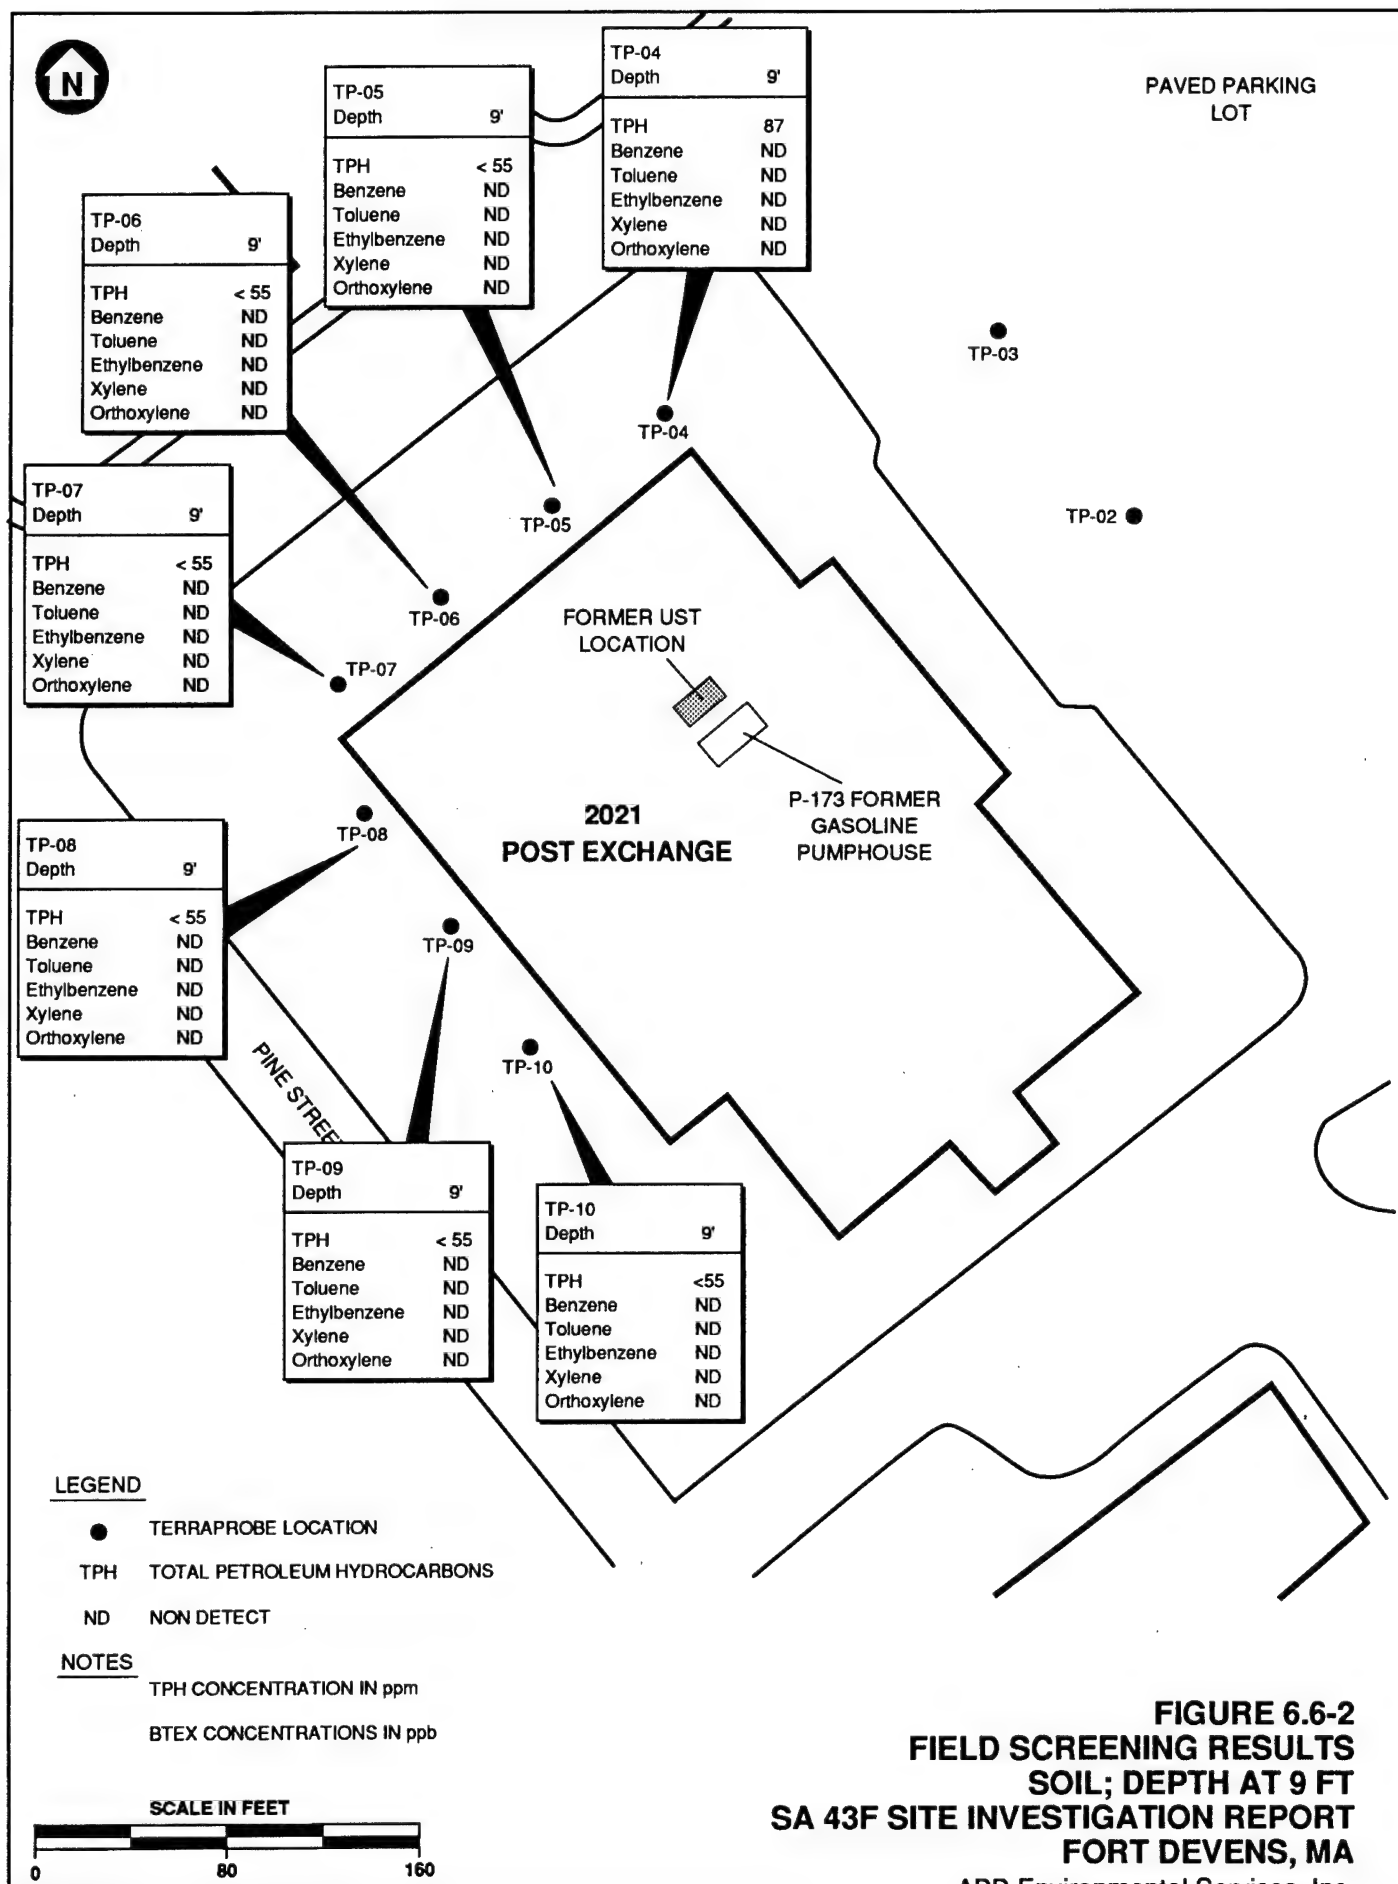 N
PAVED PARKING
LOT
TP-04
Depth 9'
TPH 87
Benzene ND
Toluene ND
Ethylbenzene ND
Xylene ND
Orthoxylene ND
TP-05
Depth 9'
TPH < 55
Benzene ND
Toluene ND
Ethylbenzene ND
Xylene ND
Orthoxylene ND
TP-06
Depth 9'
TPH < 55
Benzene ND
Toluene ND
Ethylbenzene ND
Xylene ND
Orthoxylene ND
TP-07
Depth 9'
TPH < 55
Benzene ND
Toluene ND
Ethylbenzene ND
Xylene ND
Orthoxylene ND
TP-03
TP-04
TP-02
TP-05
TP-06
TP-07
FORMER UST
LOCATION
P-173 FORMER
GASOLINE
PUMPHOUSE
2021
POST EXCHANGE
TP-08
TP-08
Depth 9'
TPH < 55
Benzene ND
Toluene ND
Ethylbenzene ND
Xylene ND
Orthoxylene ND
TP-09
TP-10
PINE STREE
TP-09
Depth 9'
TPH < 55
Benzene ND
Toluene ND
Ethylbenzene ND
Xylene ND
Orthoxylene ND
TP-10
Depth 9'
TPH <55
Benzene ND
Toluene ND
Ethylbenzene ND
Xylene ND
Orthoxylene ND
LEGEND
TERRAPROBE LOCATION
TPH TOTAL PETROLEUM HYDROCARBONS
ND NON DETECT
NOTES
TPH CONCENTRATION IN ppm
BTEX CONCENTRATIONS IN ppb
SCALE IN FEET
0 80 160
FIGURE 6.6-2
FIELD SCREENING RESULTS
SOIL; DEPTH AT 9 FT
SA 43F SITE INVESTIGATION REPORT
FORT DEVENS, MA
Environmental Services, Inc.